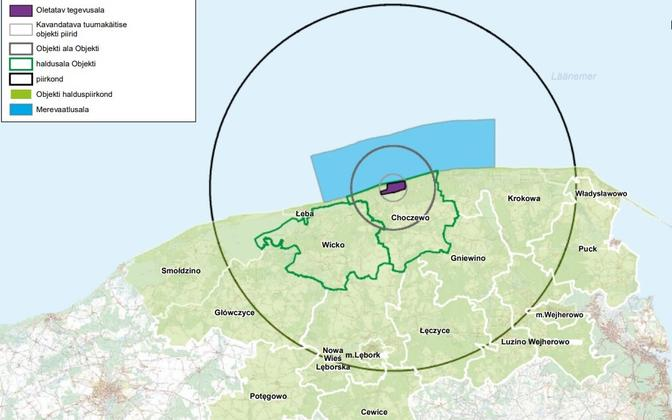 Oletatav tegevusala
Kavandatava tuumakäitise
objekti piirid
Objekti ala Objekti
haldusala Objekti
piirkond
Objekti halduspiirkond
Merevaatlusala
Läänemer
Władysławowo
Krokowa
Łeba
Choczewo
Wicko
Puck
Gniewino
Smołdzino
Główczyce
m.Wejherowo
Łęczyce
Luzino Wejherowo
Nowa
Wieś
Lęborska
m.Lębork
Potęgowo
Cewice